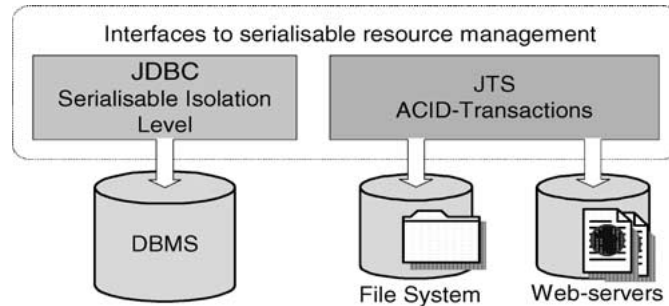 Interfaces to serialisable resource management
JDBC
Serialisable Isolation
Level
JTS
ACID-Transactions
DBMS
File System
Web-servers